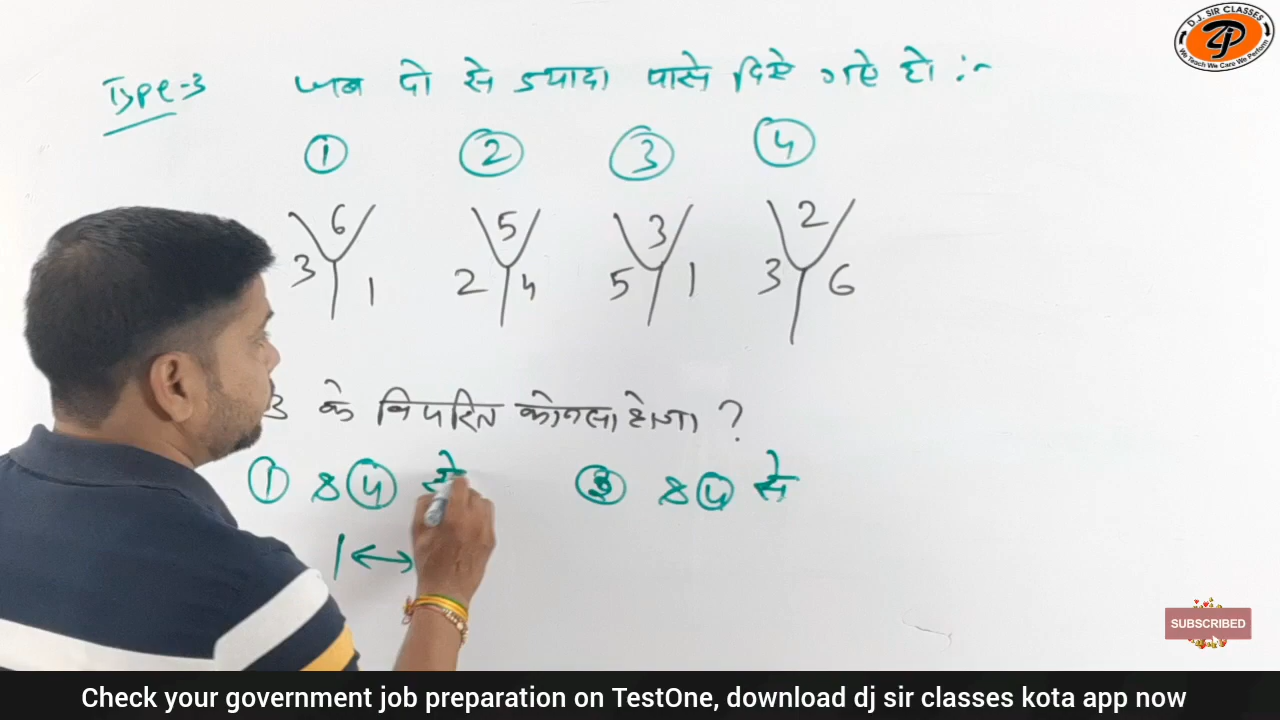 D.J. SIR CLASSES
We Teach We Care We Perform
Type-3 जब दो से ज्यादा पासे दिये गए हो :-
① ② ③ ④
6 5 3 2
3 1 2 4 5 1 3 6
3 के विपरित कोनसा होगा ?
① & ④ से ③ & ④ से
1 ↔
SUBSCRIBED
Check your government job preparation on TestOne, download dj sir classes kota app now